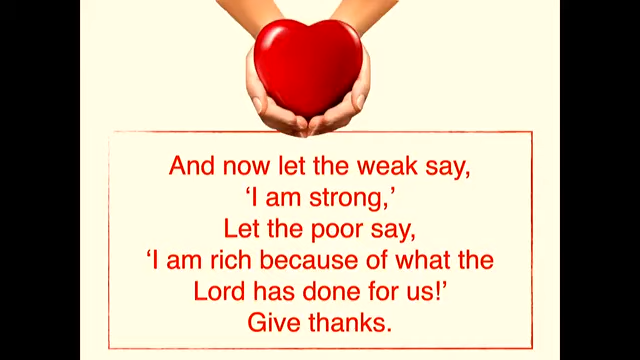 And now let the weak say,
‘I am strong,’
Let the poor say,
‘I am rich because of what the
Lord has done for us!’
Give thanks.